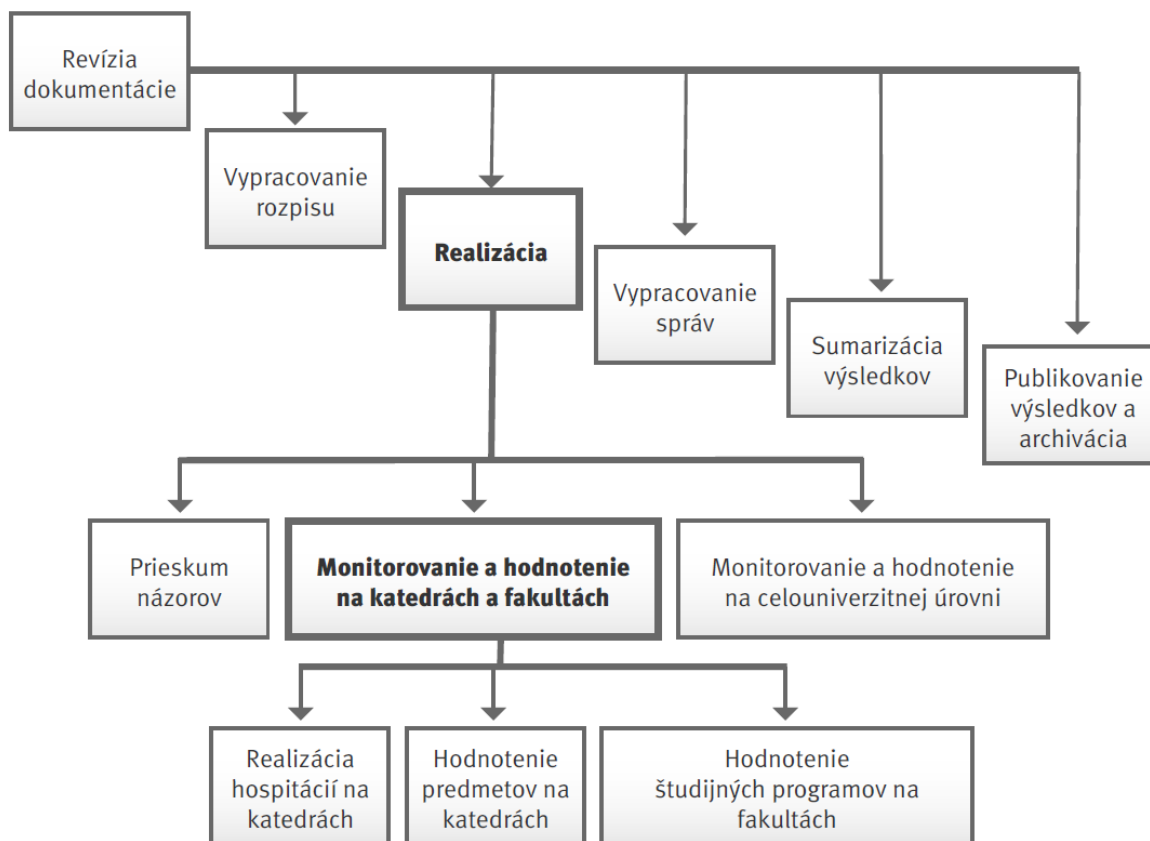 Revízia
dokumentácie
Vypracovanie
rozpisu
Realizácia
Vypracovanie
správ
Sumarizácia
výsledkov
Publikovanie
výsledkov a
archivácia
Prieskum
názorov
Monitorovanie a hodnotenie
na katedrách a fakultách
Monitorovanie a hodnotenie
na celouniverzitnej úrovni
Realizácia
hospitácií na
katedrách
Hodnotenie
predmetov na
katedrách
Hodnotenie
študijných programov na
fakultách